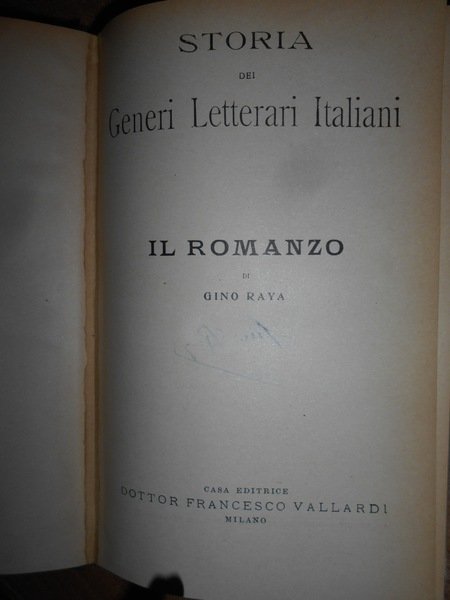 STORIA
DEI
Generi Letterari Italiani
IL ROMANZO
DI
GINO RAYA
CASA EDITRICE
DOTTOR FRANCESCO VALLARDI
MILANO